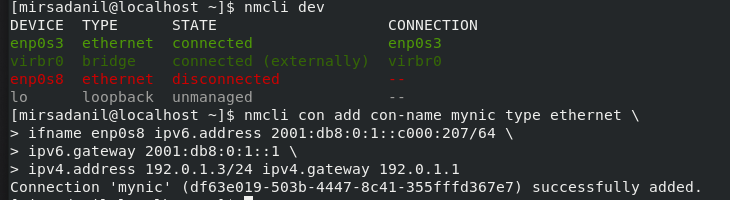 [mirsadanil@localhost ~]$ nmcli dev
DEVICE  TYPE      STATE                   CONNECTION
enp0s3  ethernet  connected               enp0s3
virbr0  bridge    connected (externally)  virbr0
enp0s8  ethernet  disconnected            --
lo      loopback  unmanaged               --
[mirsadanil@localhost ~]$ nmcli con add con-name mynic type ethernet \
> ifname enp0s8 ipv6.address 2001:db8:0:1::c000:207/64 \
> ipv6.gateway 2001:db8:0:1::1 \
> ipv4.address 192.0.1.3/24 ipv4.gateway 192.0.1.1
Connection 'mynic' (df63e019-503b-4447-8c41-355fffd367e7) successfully added.